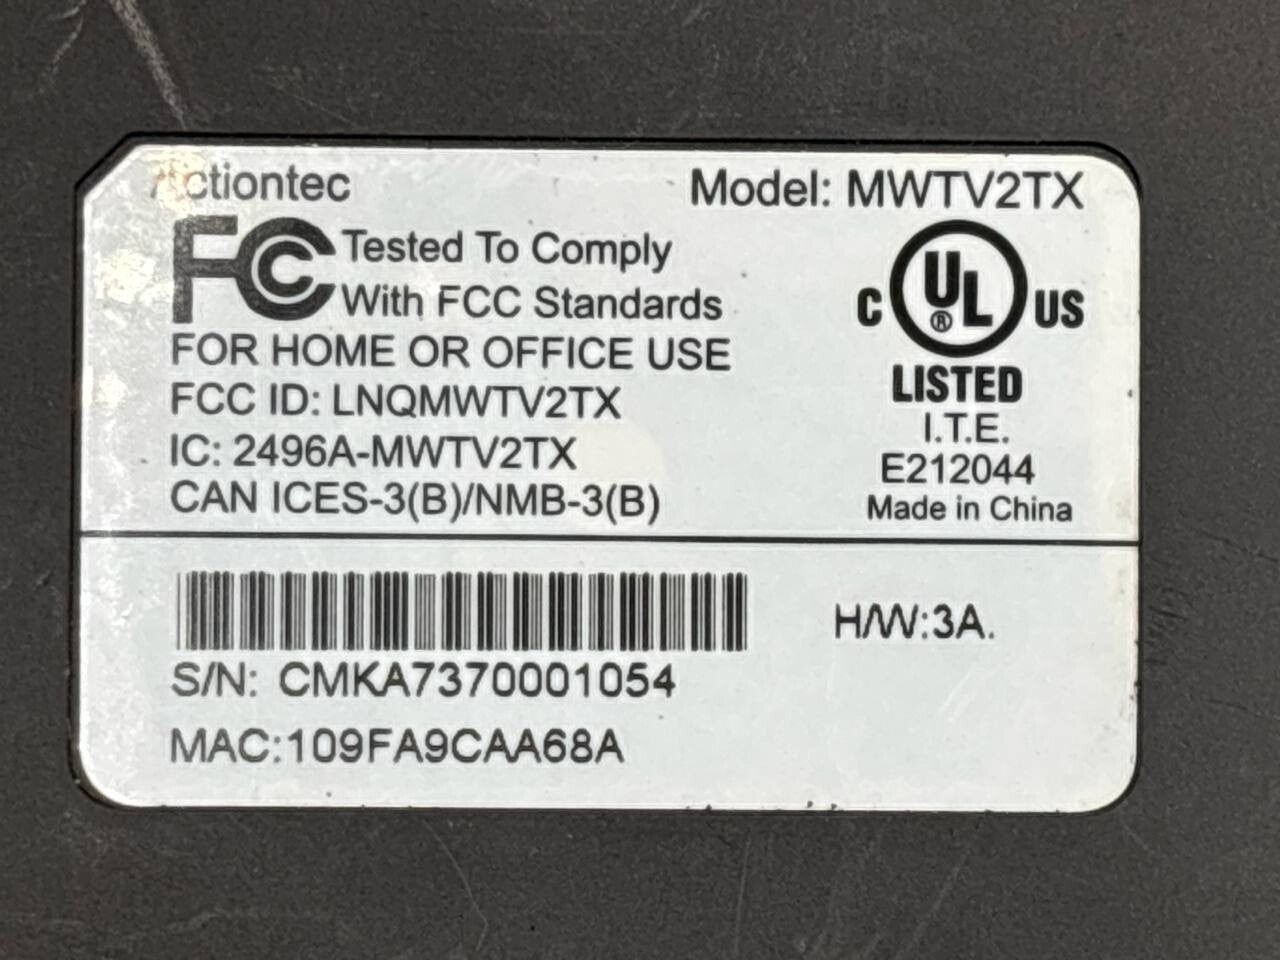 Actiontec
Model: MWTV2TX
FC Tested To Comply
With FCC Standards
FOR HOME OR OFFICE USE
FCC ID: LNQMWTV2TX
IC: 2496A-MWTV2TX
CAN ICES-3(B)/NMB-3(B)
C UL® US
LISTED
I.T.E.
E212044
Made in China
H/W:3A.
S/N: CMKA7370001054
MAC:109FA9CAA68A